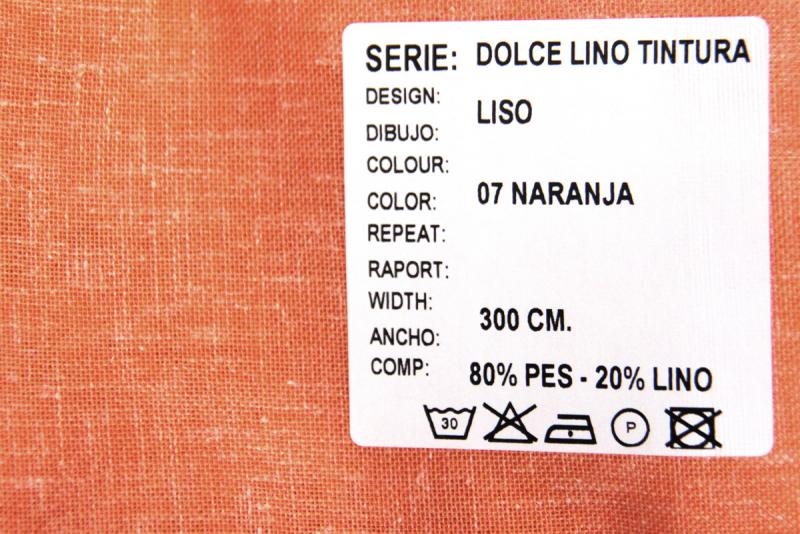 SERIE: DOLCE LINO TINTURA
DESIGN:
LISO
DIBUJO:
COLOUR:
COLOR: 07 NARANJA
REPEAT:
RAPORT:
WIDTH:
300 CM.
ANCHO:
COMP: 80% PES - 20% LINO
30 P